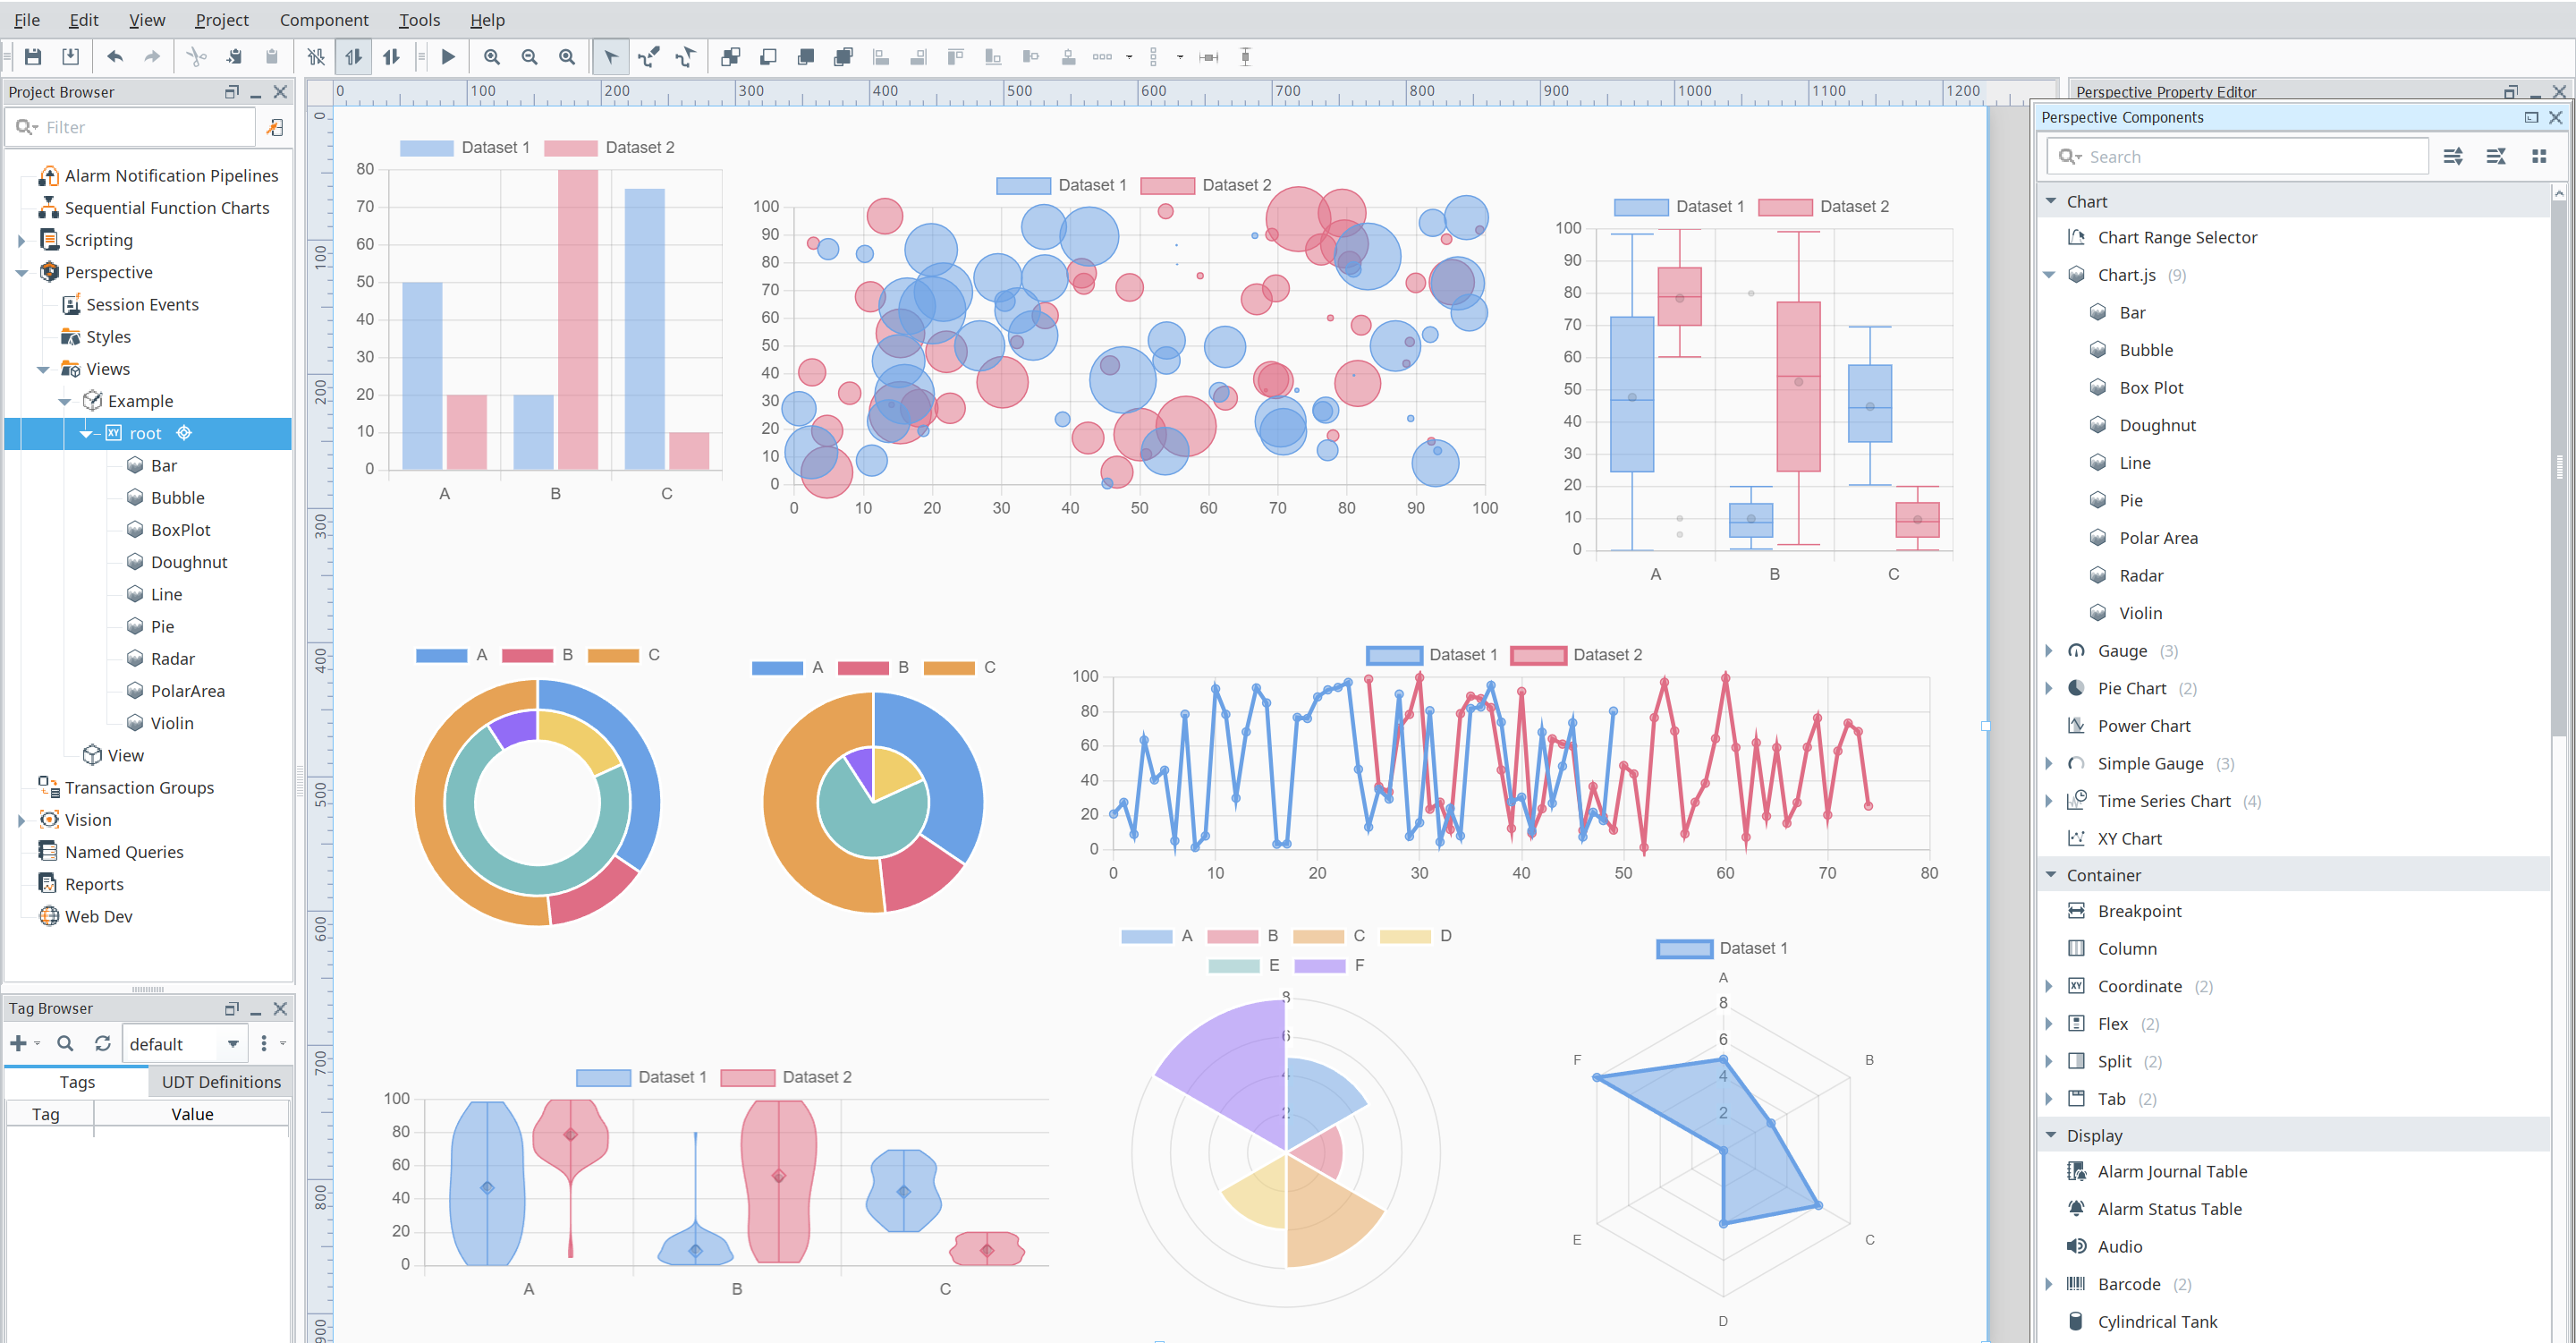 File Edit View Project Component Tools Help
Project Browser
Filter
Alarm Notification Pipelines
Sequential Function Charts
Scripting
Perspective
Session Events
Styles
Views
Example
root
Bar
Bubble
BoxPlot
Doughnut
Line
Pie
Radar
PolarArea
Violin
View
Transaction Groups
Vision
Named Queries
Reports
Web Dev
Tag Browser
default
Tags UDT Definitions
Tag Value
0 100 200 300 400 500 600 700 800 900 1000 1100 1200
0
100
200
300
400
500
600
700
800
900
Dataset 1 Dataset 2
80
70
60
50
40
30
20
10
0
A B C
Dataset 1 Dataset 2
100
90
80
70
60
50
40
30
20
10
0
0 10 20 30 40 50 60 70 80 90 100
Dataset 1 Dataset 2
100
90
80
70
60
50
40
30
20
10
0
A B C
A B C
A B C
Dataset 1 Dataset 2
100
80
60
40
20
0
0 10 20 30 40 50 60 70 80
Dataset 1 Dataset 2
100
80
60
40
20
0
A B C
A B C D
E F
8
6
4
2
Dataset 1
A
8
6
4
2
F B
E C
D
Perspective Property Editor
Perspective Components
Search
Chart
Chart Range Selector
Chart.js (9)
Bar
Bubble
Box Plot
Doughnut
Line
Pie
Polar Area
Radar
Violin
Gauge (3)
Pie Chart (2)
Power Chart
Simple Gauge (3)
Time Series Chart (4)
XY Chart
Container
Breakpoint
Column
Coordinate (2)
Flex (2)
Split (2)
Tab (2)
Display
Alarm Journal Table
Alarm Status Table
Audio
Barcode (2)
Cylindrical Tank